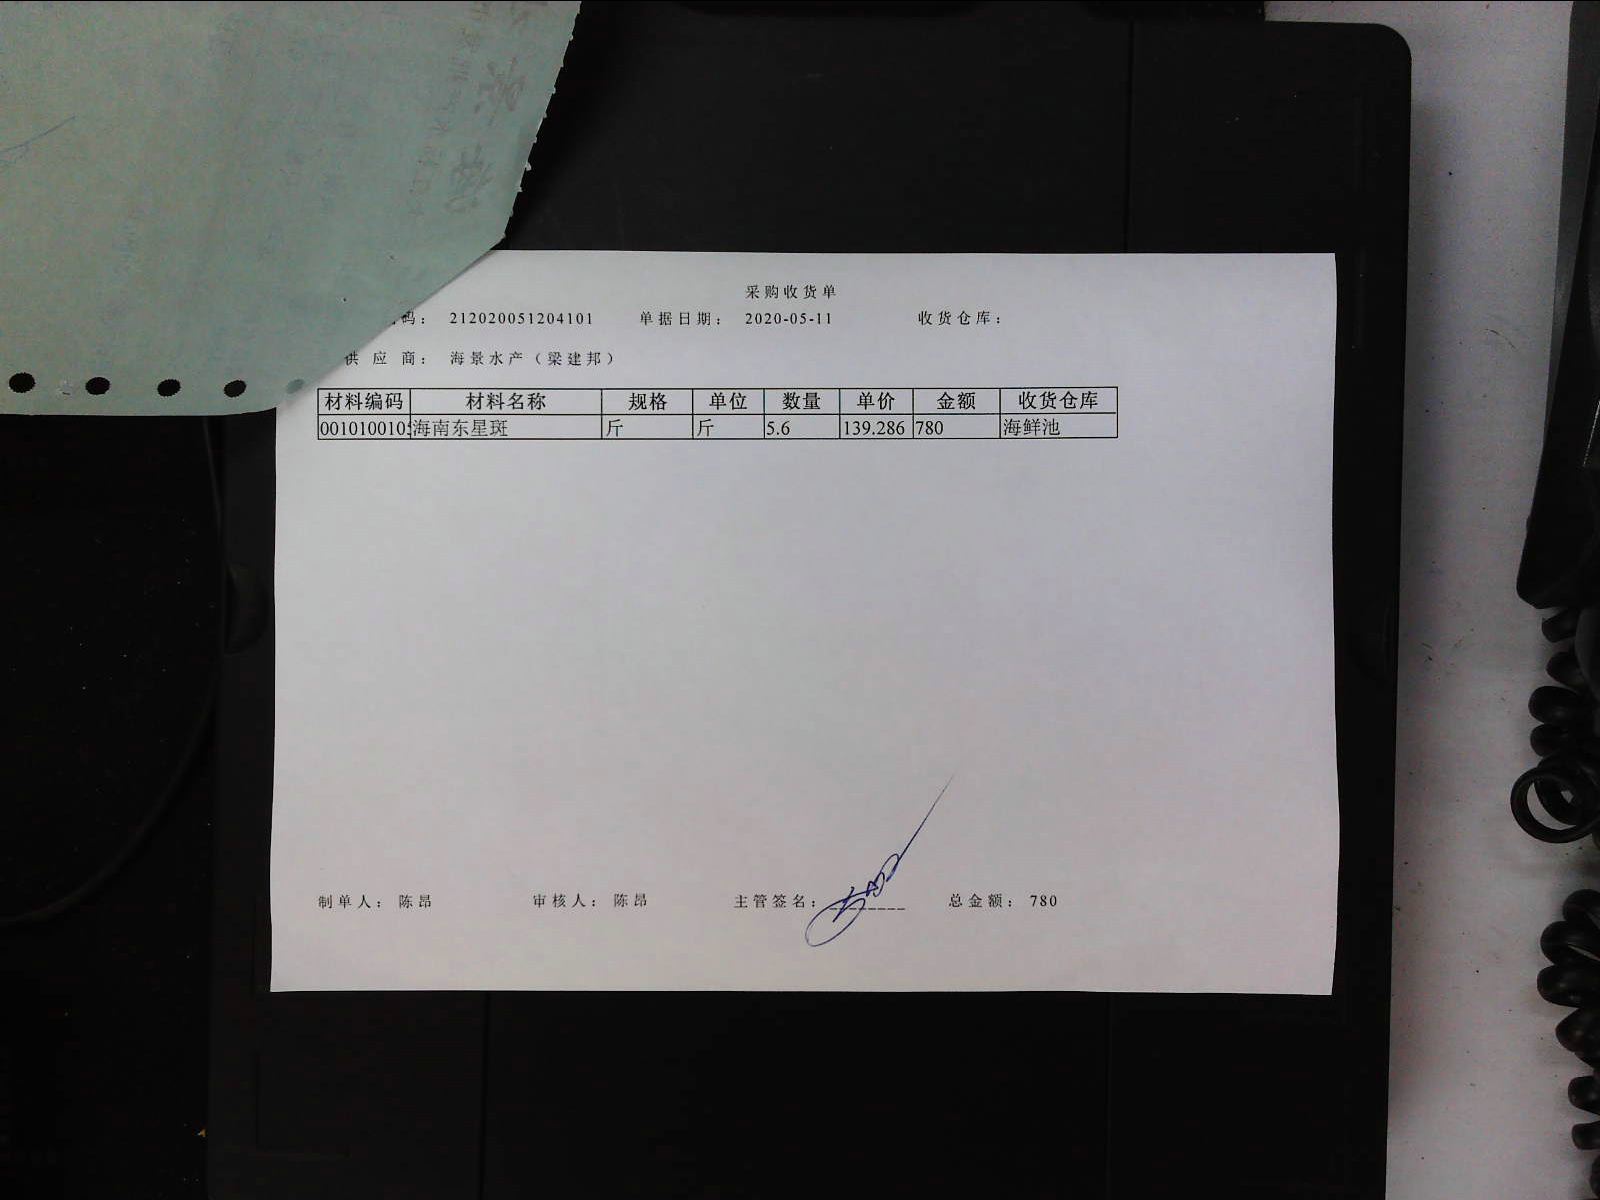 采购收货单
码： 212020051204101 单据日期： 2020-05-11 收货仓库：
供应商： 海景水产（梁建邦）
材料编码 材料名称 规格 单位 数量 单价 金额 收货仓库
001010010 海南东星斑 斤 斤 5.6 139.286 780 海鲜池
制单人： 陈昂 审核人： 陈昂 主管签名： 总金额： 780